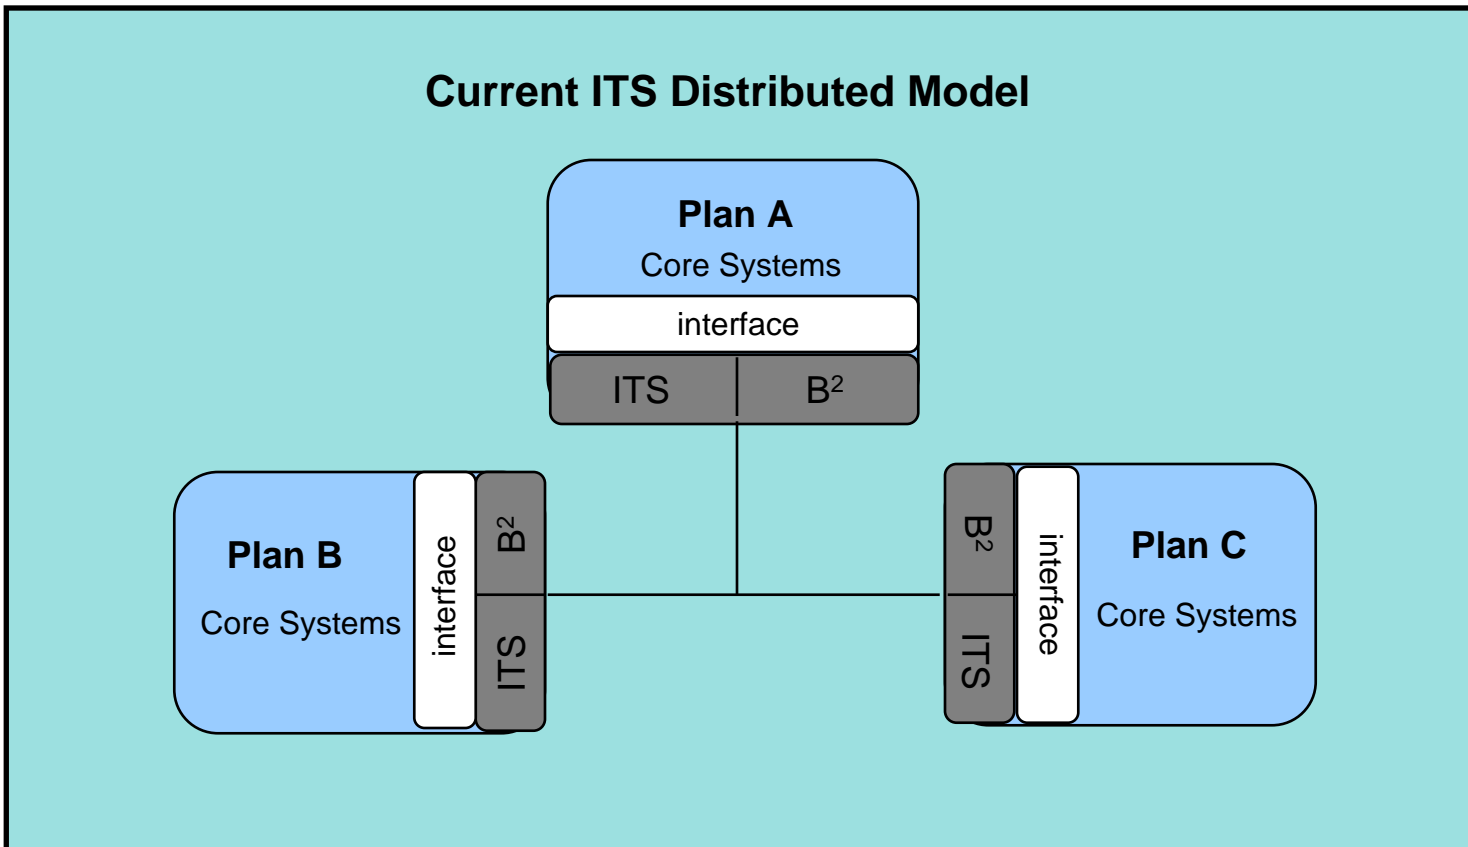 Current ITS Distributed Model
Plan A
Core Systems
interface
ITS B²
Plan B
Core Systems
interface
B²
ITS
B²
ITS
interface
Plan C
Core Systems